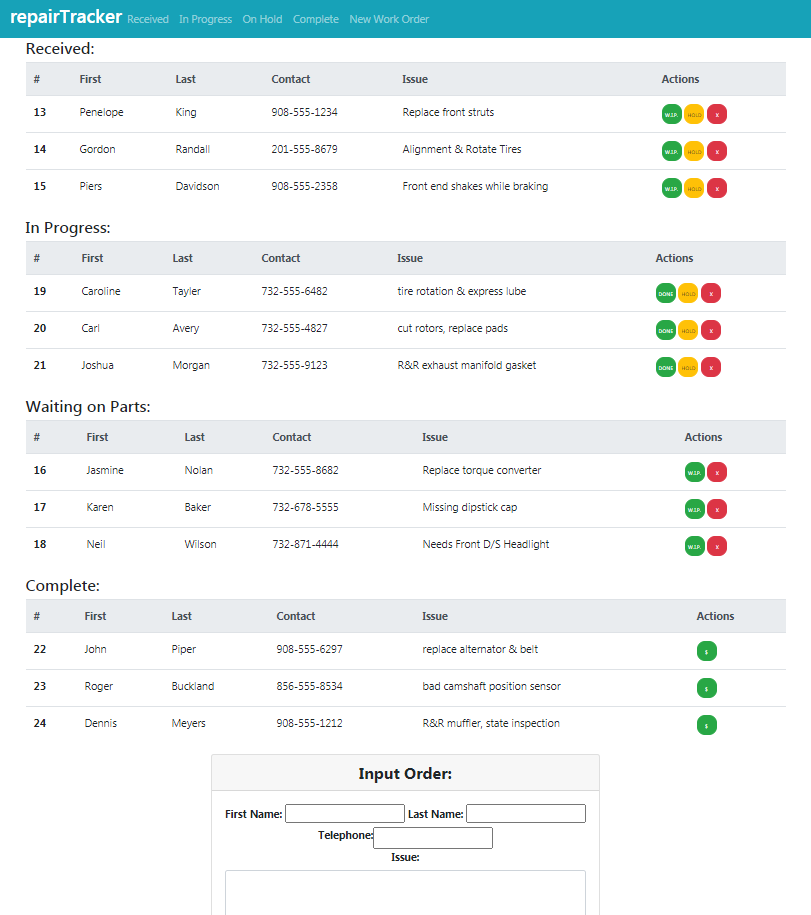 repairTracker Received In Progress On Hold Complete New Work Order
Received:
# First Last Contact Issue Actions
13 Penelope King 908-555-1234 Replace front struts W.I.P. HOLD X
14 Gordon Randall 201-555-8679 Alignment & Rotate Tires W.I.P. HOLD X
15 Piers Davidson 908-555-2358 Front end shakes while braking W.I.P. HOLD X
In Progress:
# First Last Contact Issue Actions
19 Caroline Tayler 732-555-6482 tire rotation & express lube DONE HOLD X
20 Carl Avery 732-555-4827 cut rotors, replace pads DONE HOLD X
21 Joshua Morgan 732-555-9123 R&R exhaust manifold gasket DONE HOLD X
Waiting on Parts:
# First Last Contact Issue Actions
16 Jasmine Nolan 732-555-8682 Replace torque converter W.I.P. X
17 Karen Baker 732-678-5555 Missing dipstick cap W.I.P. X
18 Neil Wilson 732-871-4444 Needs Front D/S Headlight W.I.P. X
Complete:
# First Last Contact Issue Actions
22 John Piper 908-555-6297 replace alternator & belt $
23 Roger Buckland 856-555-8534 bad camshaft position sensor $
24 Dennis Meyers 908-555-1212 R&R muffler, state inspection $
Input Order:
First Name: Last Name:
Telephone:
Issue: